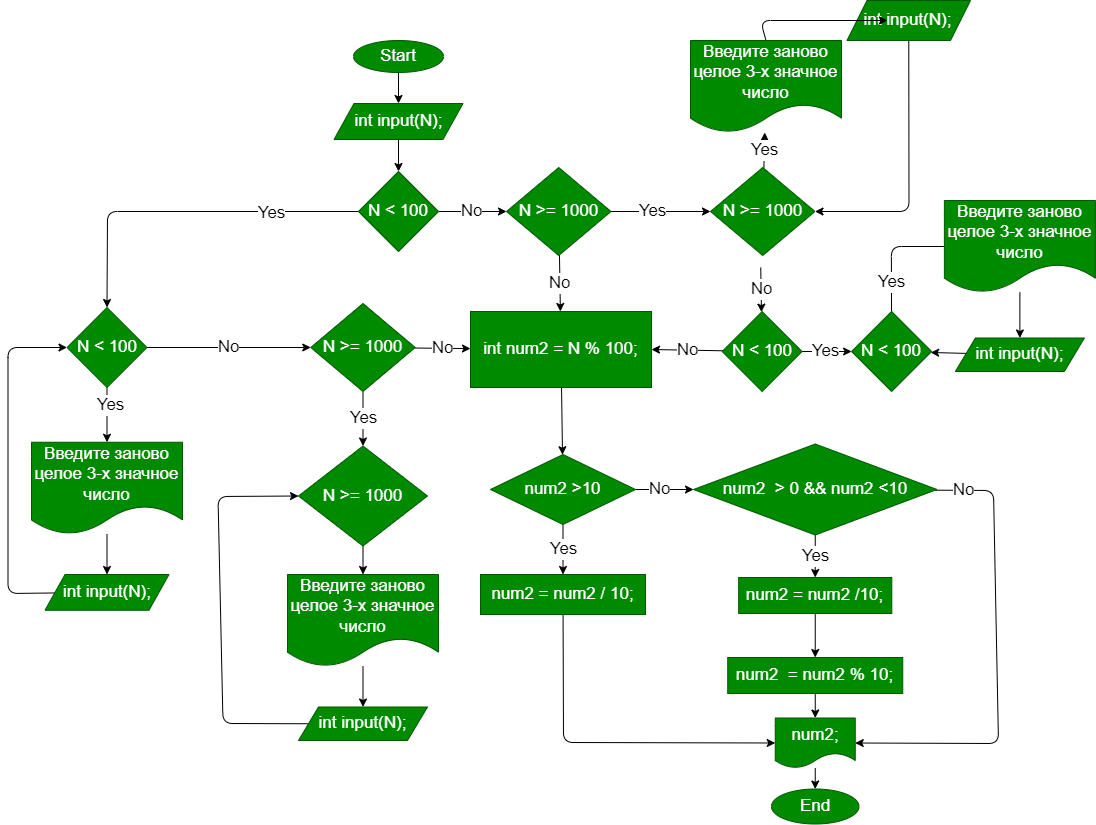 Start
int input(N);
Введите заново
целое 3-х значное
число
int input(N);
Yes
N < 100
No
N >= 1000
Yes
N >= 1000
Yes
No
No
Введите заново
целое 3-х значное
число
Yes
N < 100
No
N >= 1000
No
int num2 = N % 100;
No
N < 100
Yes
N < 100
int input(N);
Yes
Yes
Введите заново
целое 3-х значное
число
N >= 1000
num2 >10
No
num2 > 0 && num2 <10
No
Yes
Yes
int input(N);
Введите заново
целое 3-х значное
число
num2 = num2 / 10;
num2 = num2 /10;
num2 = num2 % 10;
int input(N);
num2;
End